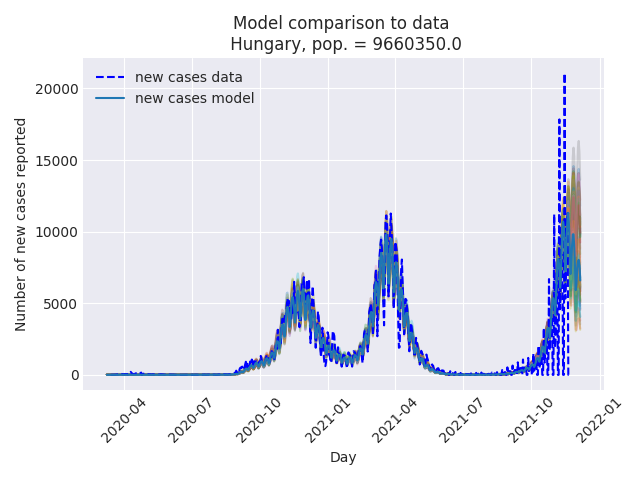 Model comparison to data
Hungary, pop. = 9660350.0
new cases data
new cases model
Number of new cases reported
20000
15000
10000
5000
0
2020-04
2020-07
2020-10
2021-01
2021-04
2021-07
2021-10
2022-01
Day